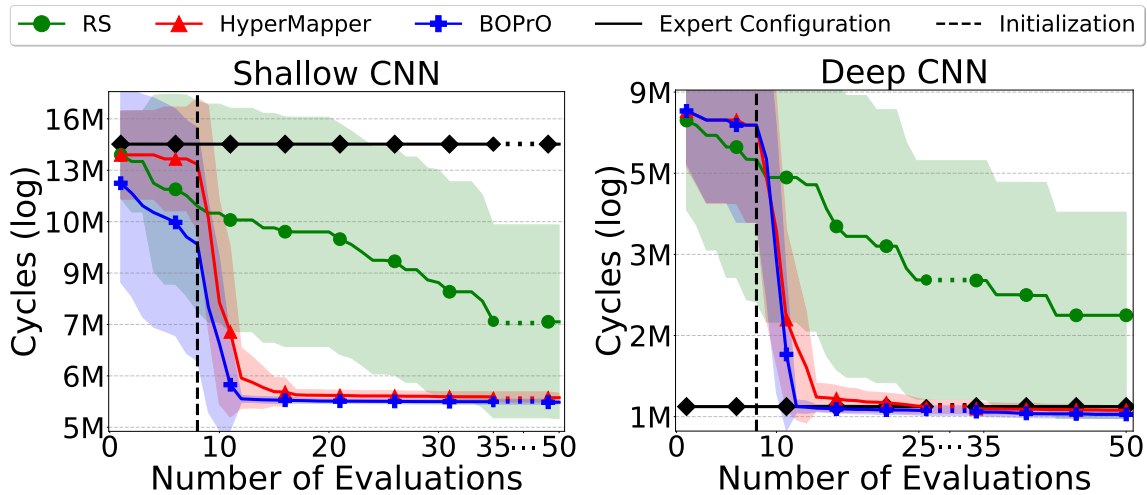 RS HyperMapper BOPrO Expert Configuration Initialization
Shallow CNN
Cycles (log)
16M
13M
10M
9M
7M
6M
5M
0 10 20 30 35 ··· 50
Number of Evaluations
Deep CNN
Cycles (log)
9M
5M
3M
2M
1M
0 10 25 ··· 35 50
Number of Evaluations